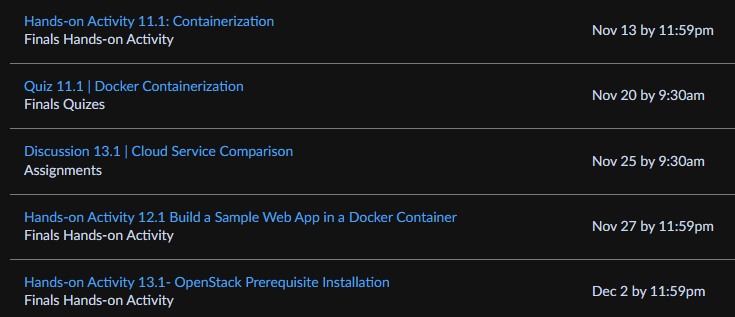 Hands-on Activity 11.1: Containerization
Finals Hands-on Activity
Nov 13 by 11:59pm
Quiz 11.1 | Docker Containerization
Finals Quizes
Nov 20 by 9:30am
Discussion 13.1 | Cloud Service Comparison
Assignments
Nov 25 by 9:30am
Hands-on Activity 12.1 Build a Sample Web App in a Docker Container
Finals Hands-on Activity
Nov 27 by 11:59pm
Hands-on Activity 13.1- OpenStack Prerequisite Installation
Finals Hands-on Activity
Dec 2 by 11:59pm